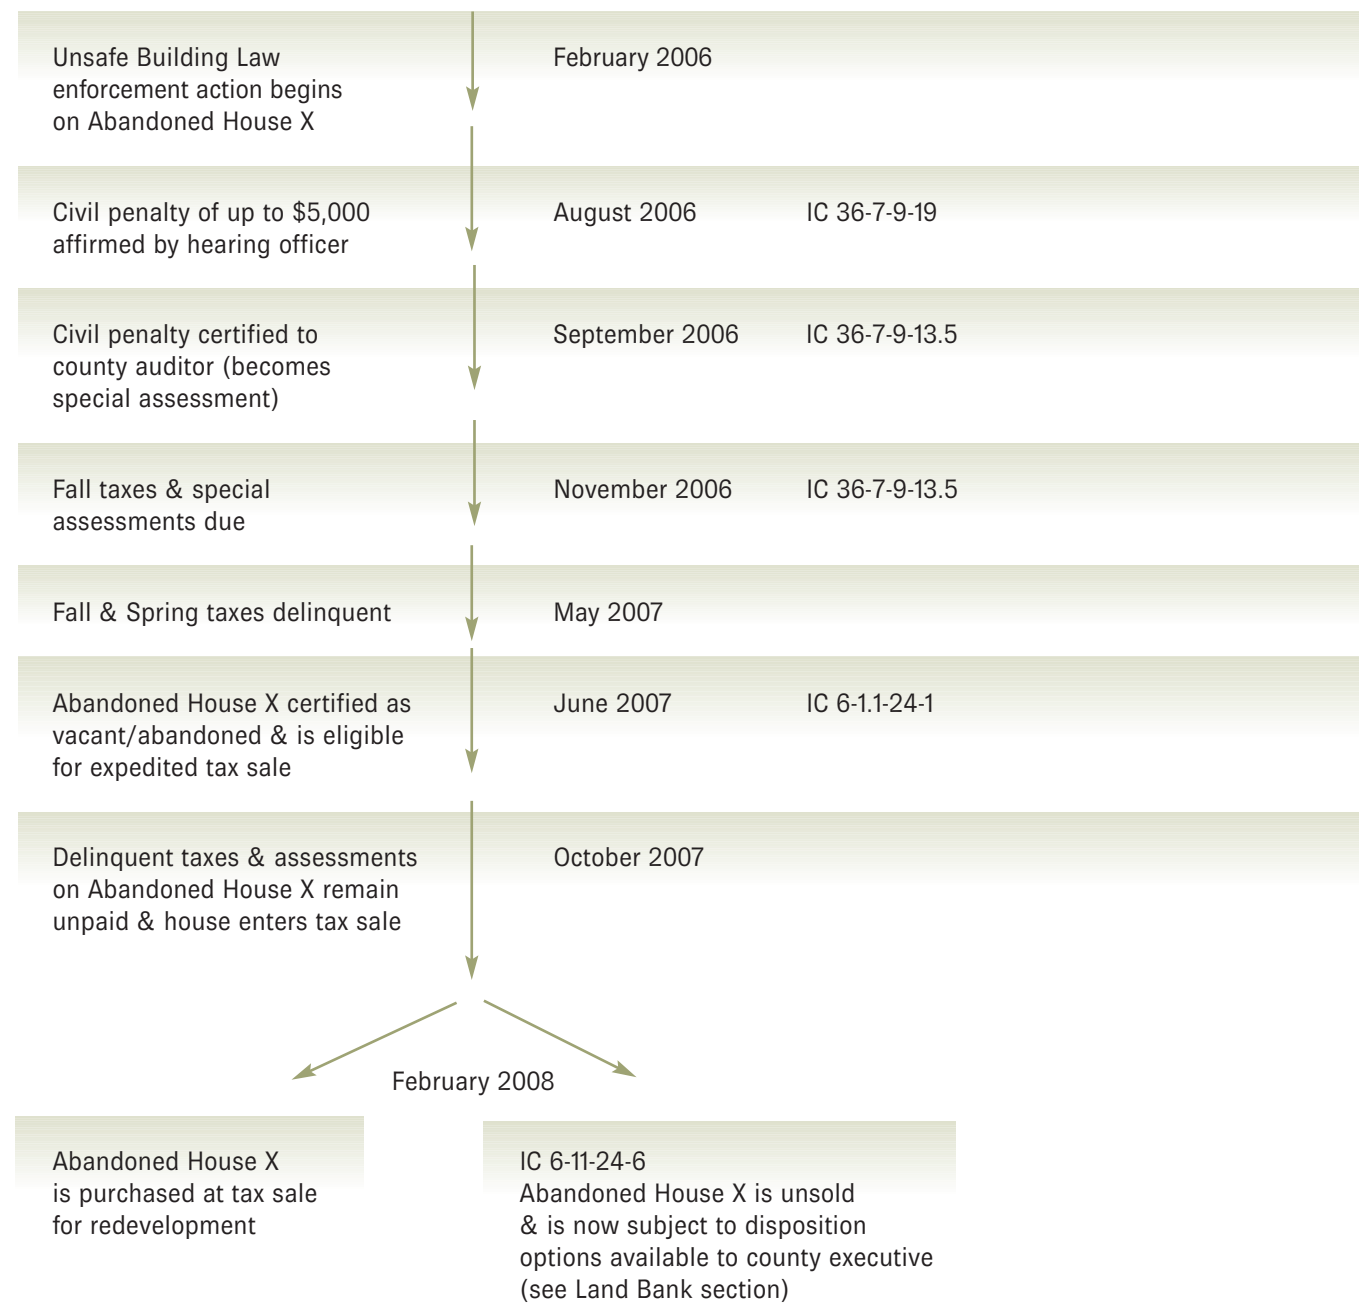 Unsafe Building Law
enforcement action begins
on Abandoned House X
February 2006
Civil penalty of up to $5,000
affirmed by hearing officer
August 2006
IC 36-7-9-19
Civil penalty certified to
county auditor (becomes
special assessment)
September 2006
IC 36-7-9-13.5
Fall taxes & special
assessments due
November 2006
IC 36-7-9-13.5
Fall & Spring taxes delinquent
May 2007
Abandoned House X certified as
vacant/abandoned & is eligible
for expedited tax sale
June 2007
IC 6-1.1-24-1
Delinquent taxes & assessments
on Abandoned House X remain
unpaid & house enters tax sale
October 2007
February 2008
Abandoned House X
is purchased at tax sale
for redevelopment
IC 6-11-24-6
Abandoned House X is unsold
& is now subject to disposition
options available to county executive
(see Land Bank section)